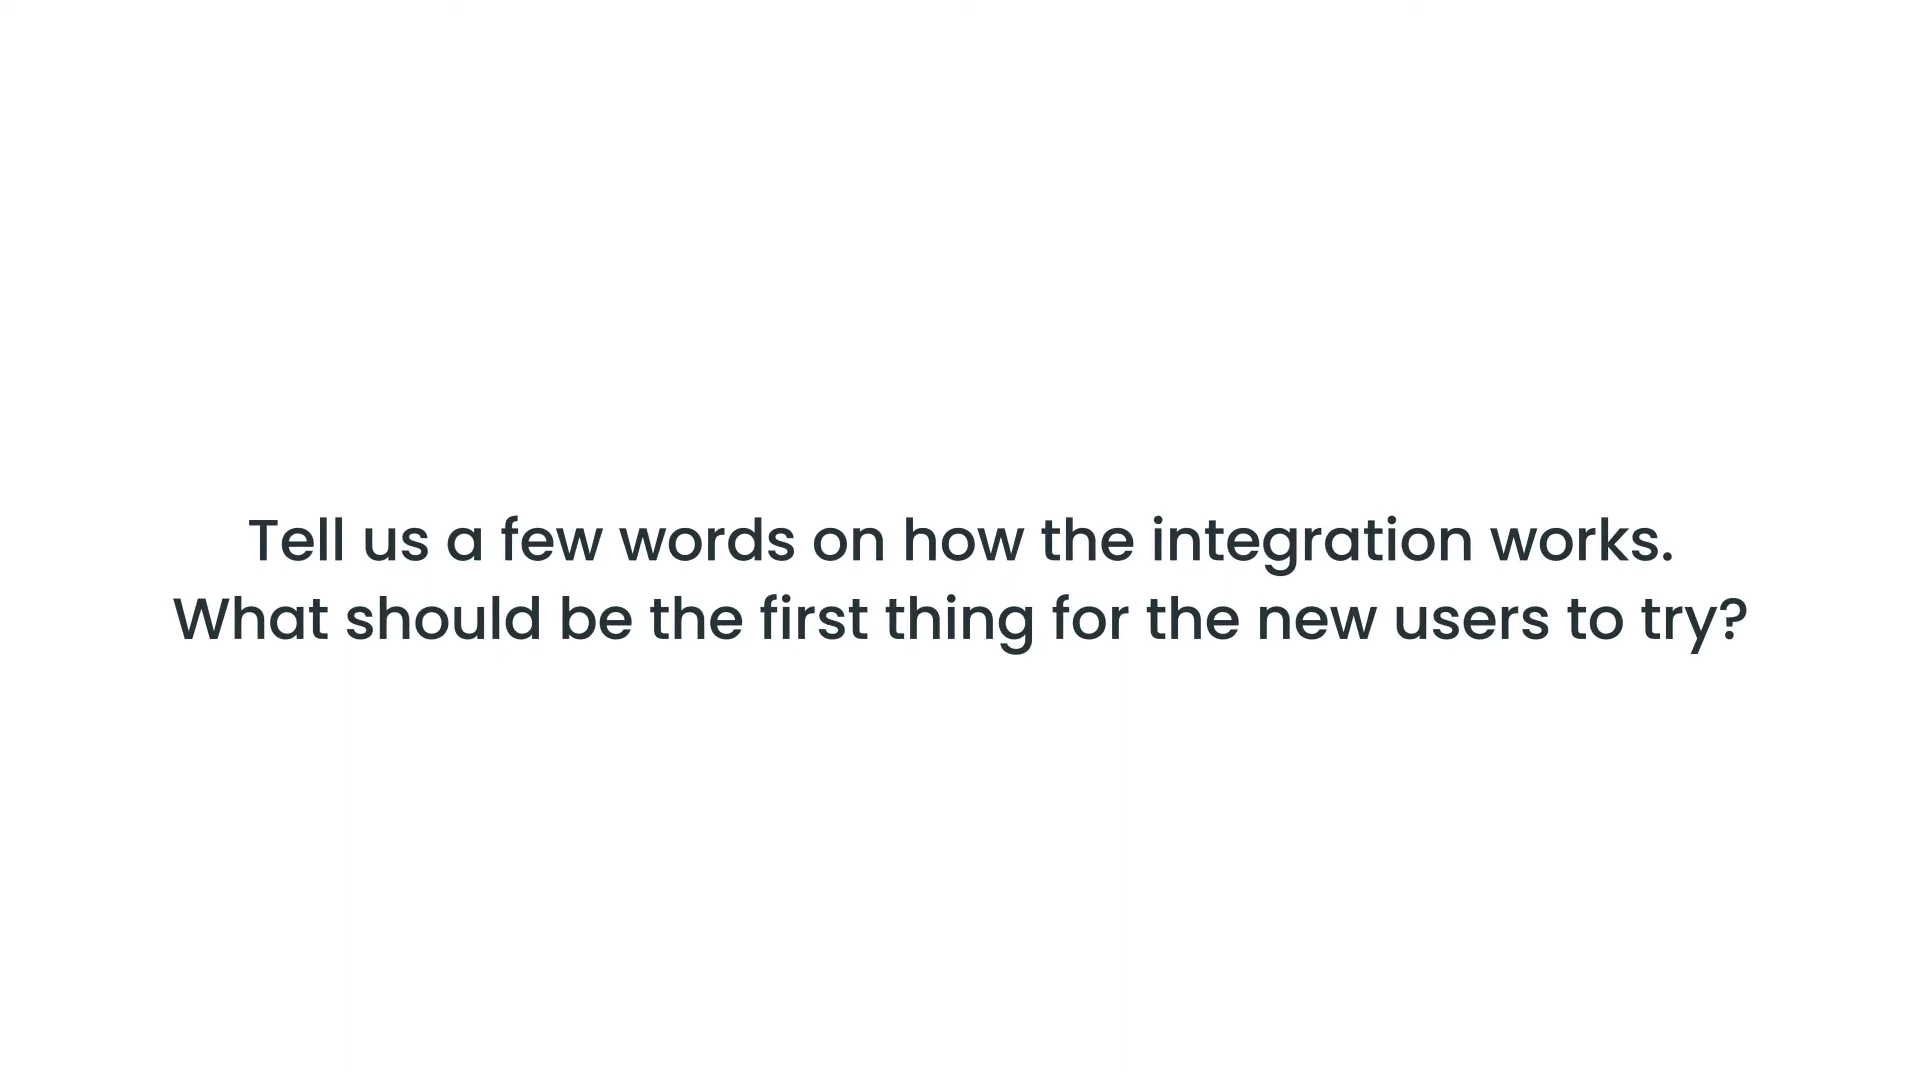 Tell us a few words on how the integration works.
What should be the first thing for the new users to try?